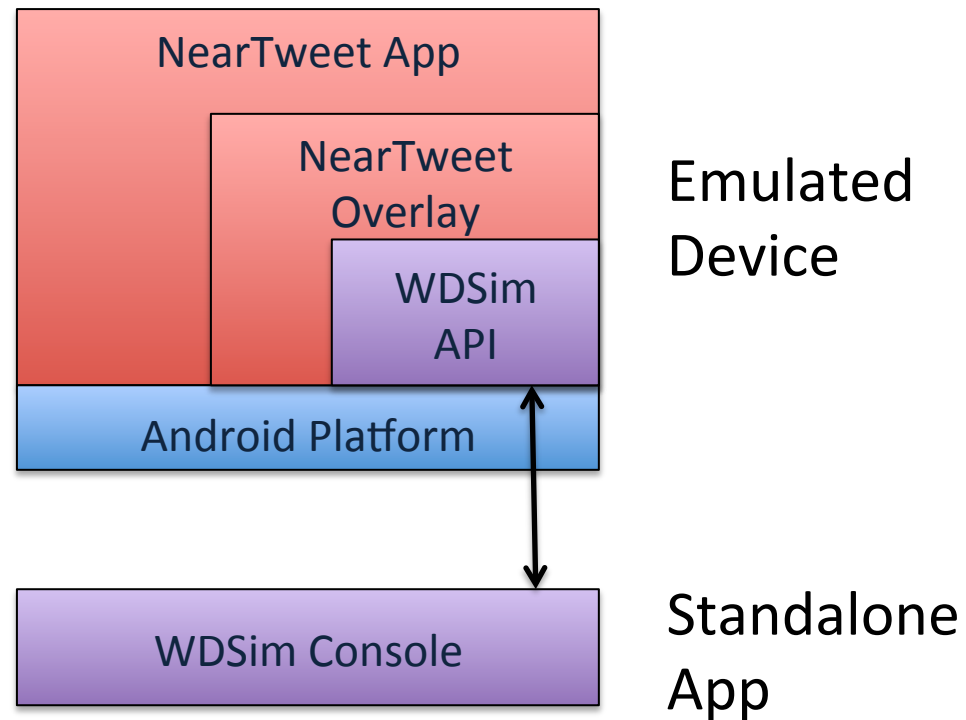 NearTweet App
NearTweet
Overlay
WDSim
API
Android Platform
Emulated
Device
WDSim Console
Standalone
App